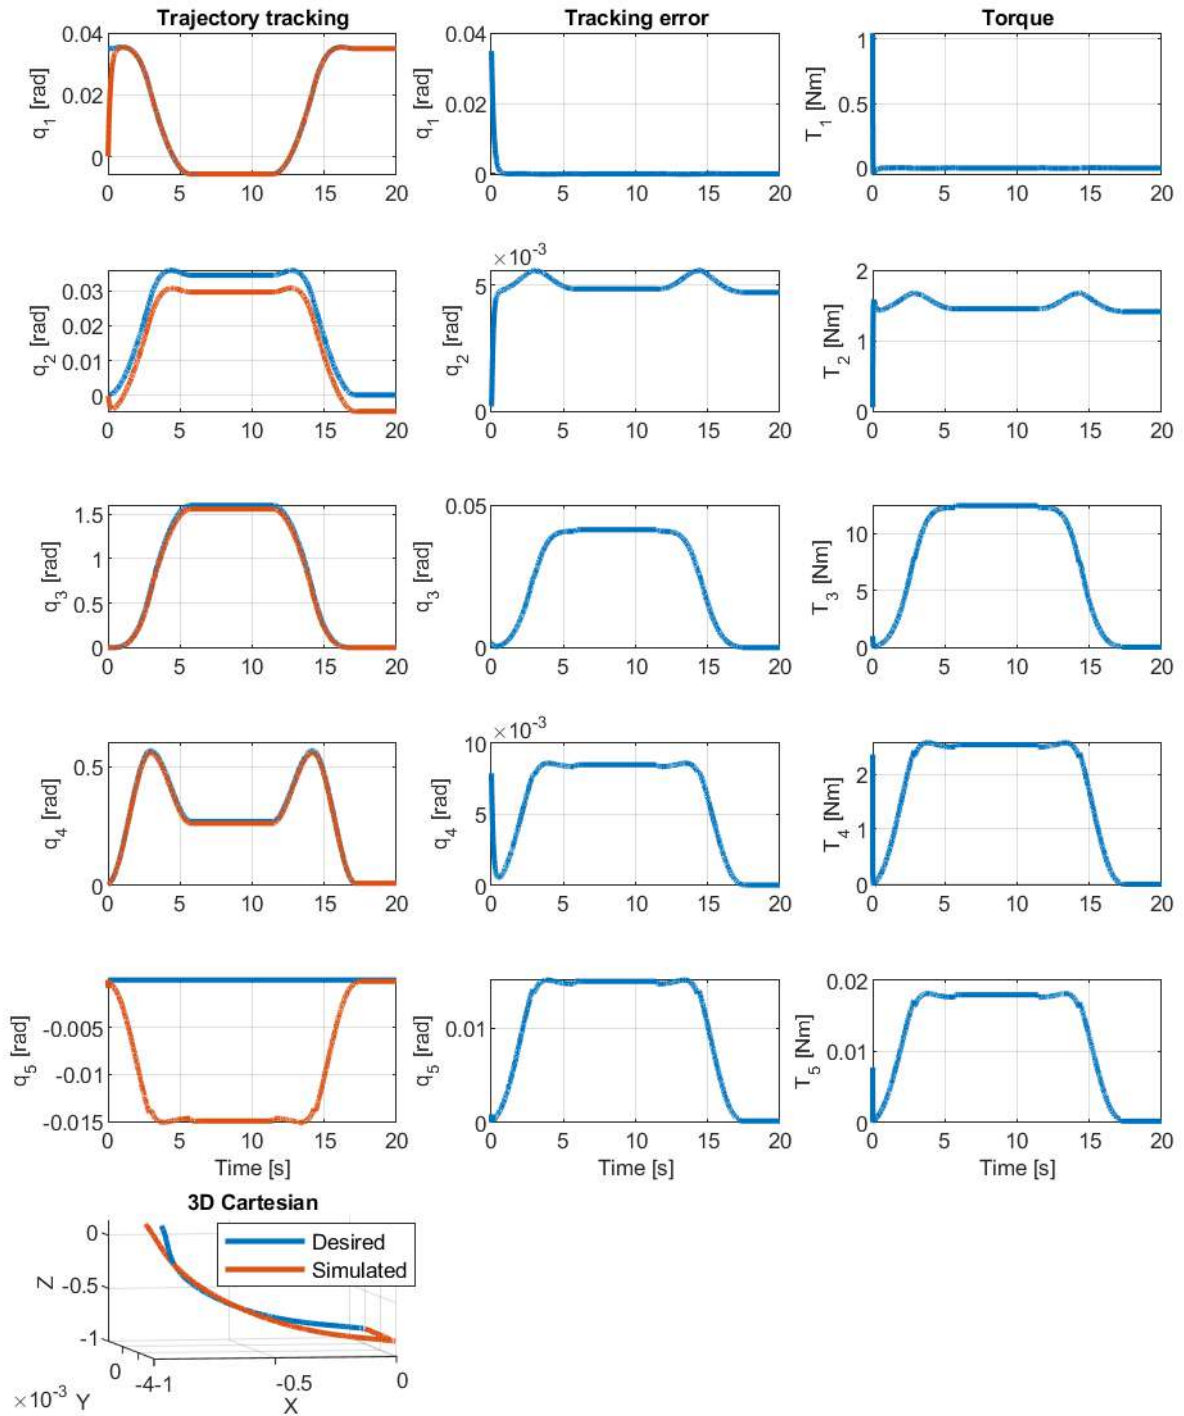 Trajectory tracking Tracking error Torque
0.04 0.04 1
q1 [rad] 0.02 q1 [rad] 0.02 T1 [Nm] 0.5
0 0 0
0 5 10 15 20 0 5 10 15 20 0 5 10 15 20
×10-3
0.03 5 2
q2 [rad] 0.02 q2 [rad] T2 [Nm] 1
0.01
0 0 0
0 5 10 15 20 0 5 10 15 20 0 5 10 15 20
1.5 0.05 10
q3 [rad] 1 q3 [rad] T3 [Nm] 5
0.5
0 0 0
0 5 10 15 20 0 5 10 15 20 0 5 10 15 20
×10-3
0.5 10 2
q4 [rad] q4 [rad] 5 T4 [Nm] 1
0 0 0
0 5 10 15 20 0 5 10 15 20 0 5 10 15 20
-0.005 0.01 0.02
q5 [rad] -0.01 q5 [rad] T5 [Nm] 0.01
-0.015 0 0
0 5 10 15 20 0 5 10 15 20 0 5 10 15 20
Time [s] Time [s] Time [s]
3D Cartesian
0 Desired
Z -0.5 Simulated
-1
0 -4 -1 -0.5 0
×10-3 Y X